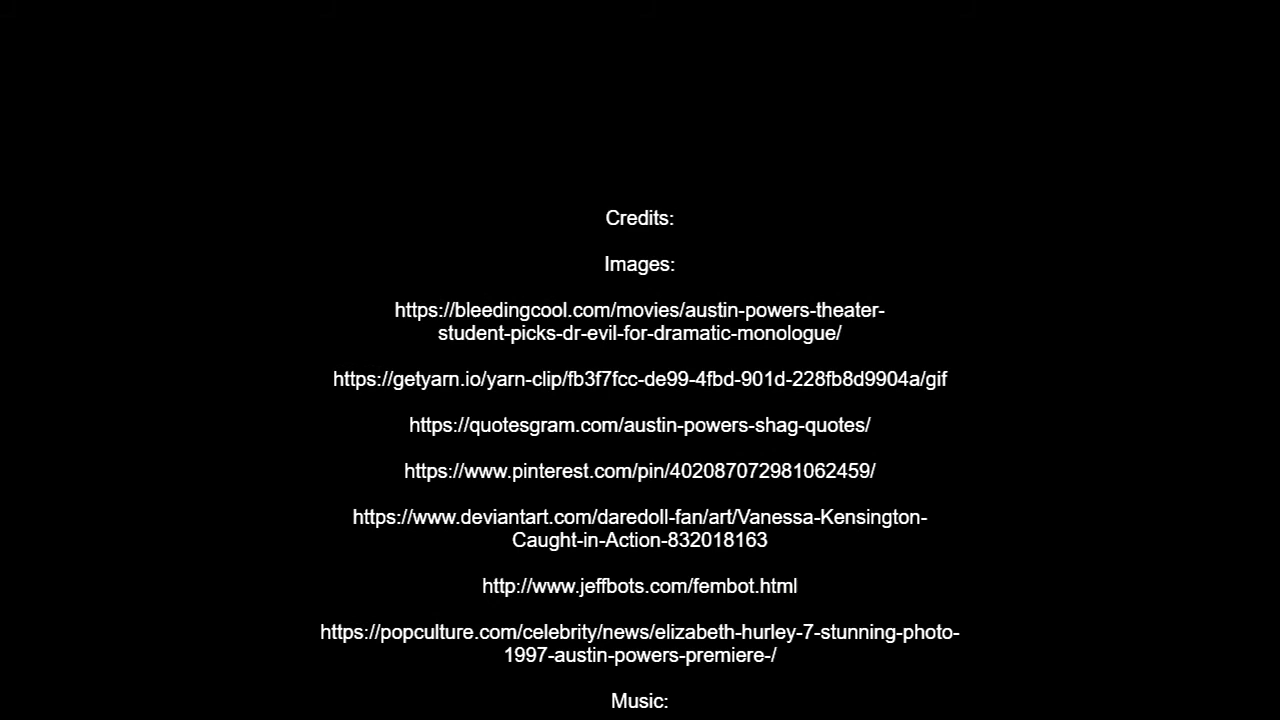 Credits:
Images:
https://bleedingcool.com/movies/austin-powers-theater-
student-picks-dr-evil-for-dramatic-monologue/
https://getyarn.io/yarn-clip/fb3f7fcc-de99-4fbd-901d-228fb8d9904a/gif
https://quotesgram.com/austin-powers-shag-quotes/
https://www.pinterest.com/pin/402087072981062459/
https://www.deviantart.com/daredoll-fan/art/Vanessa-Kensington-
Caught-in-Action-832018163
http://www.jeffbots.com/fembot.html
https://popculture.com/celebrity/news/elizabeth-hurley-7-stunning-photo-
1997-austin-powers-premiere-/
Music: